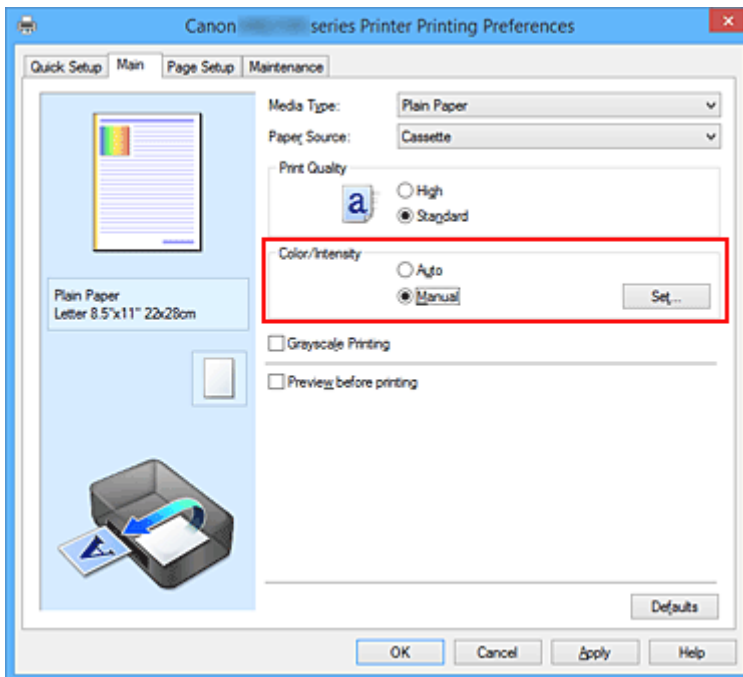 Canon series Printer Printing Preferences
Quick Setup Main Page Setup Maintenance
Media Type: Plain Paper
Paper Source: Cassette
Print Quality
a
High
Standard
Color/Intensity
Auto
Manual
Set...
Plain Paper
Letter 8.5"x11" 22x28cm
Grayscale Printing
Preview before printing
A
Defaults
OK Cancel Apply Help